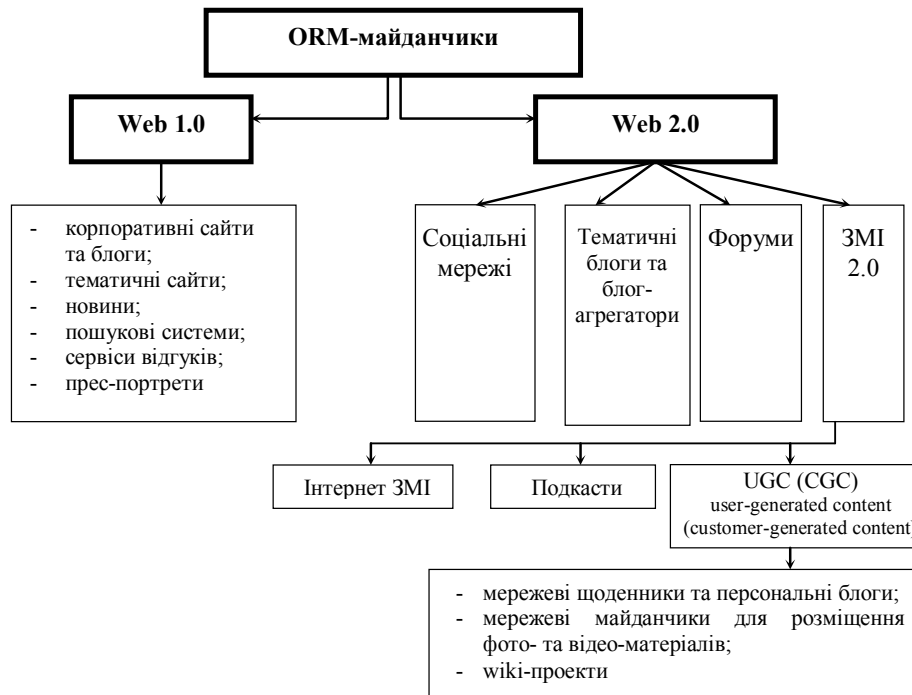 ORM-майданчики
Web 1.0
Web 2.0
- корпоративні сайти
та блоги;
- тематичні сайти;
- новини;
- пошукові системи;
- сервіси відгуків;
- прес-портрети
Соціальні
мережі
Тематичні
блоги та
блог-
агрегатори
Форуми
ЗМІ
2.0
Інтернет ЗМІ
Подкасти
UGC (CGC)
user-generated content
(customer-generated content)
- мережеві щоденники та персональні блоги;
- мережеві майданчики для розміщення
фото- та відео-матеріалів;
- wiki-проекти